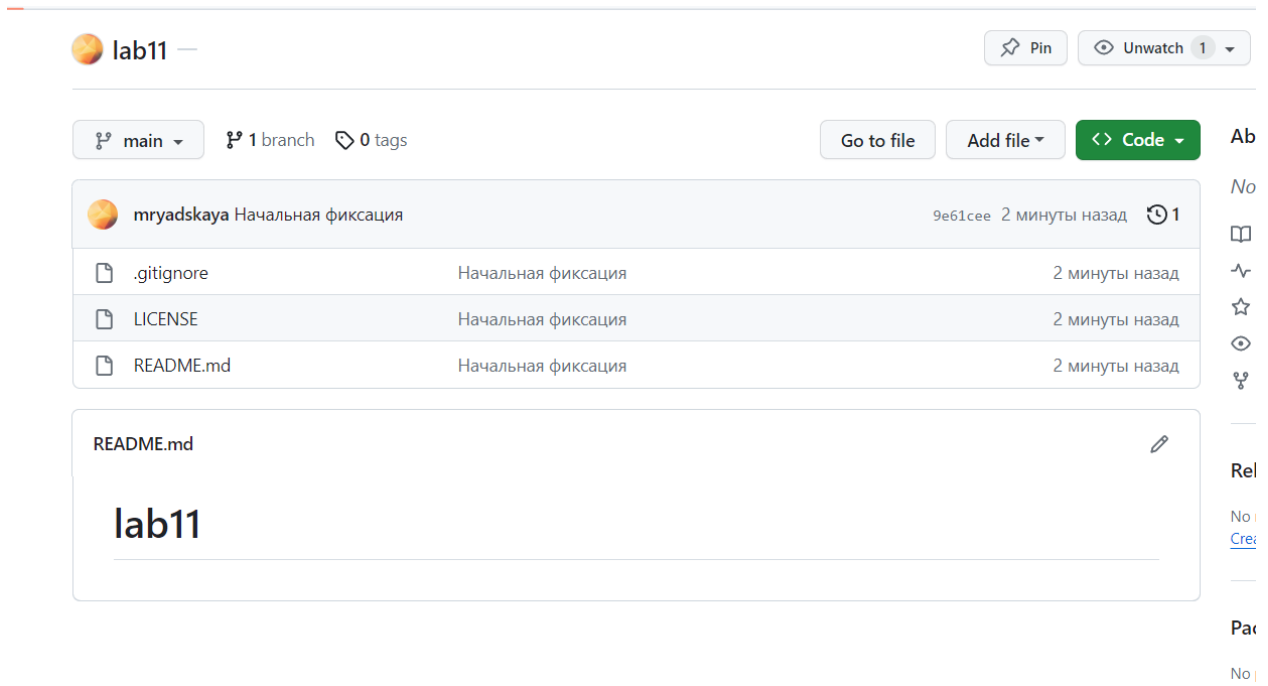 lab11
Pin
Unwatch 1
main
1 branch
0 tags
Go to file
Add file
<> Code
Ab
No
mryadskaya Начальная фиксация
9e61cee 2 минуты назад
1
.gitignore Начальная фиксация 2 минуты назад
LICENSE Начальная фиксация 2 минуты назад
README.md Начальная фиксация 2 минуты назад
README.md
lab11
Rel
No
Crea
Pac
No